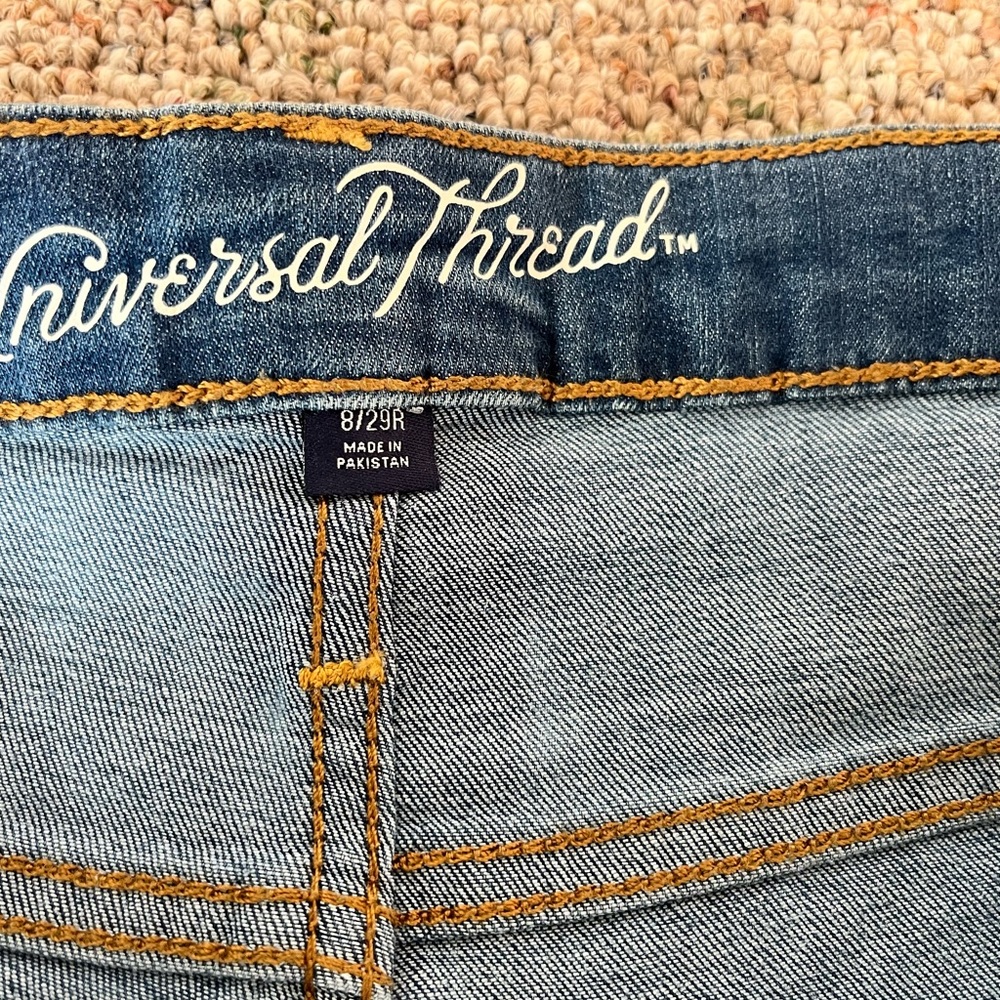 Universal Thread™
8/29R
MADE IN
PAKISTAN